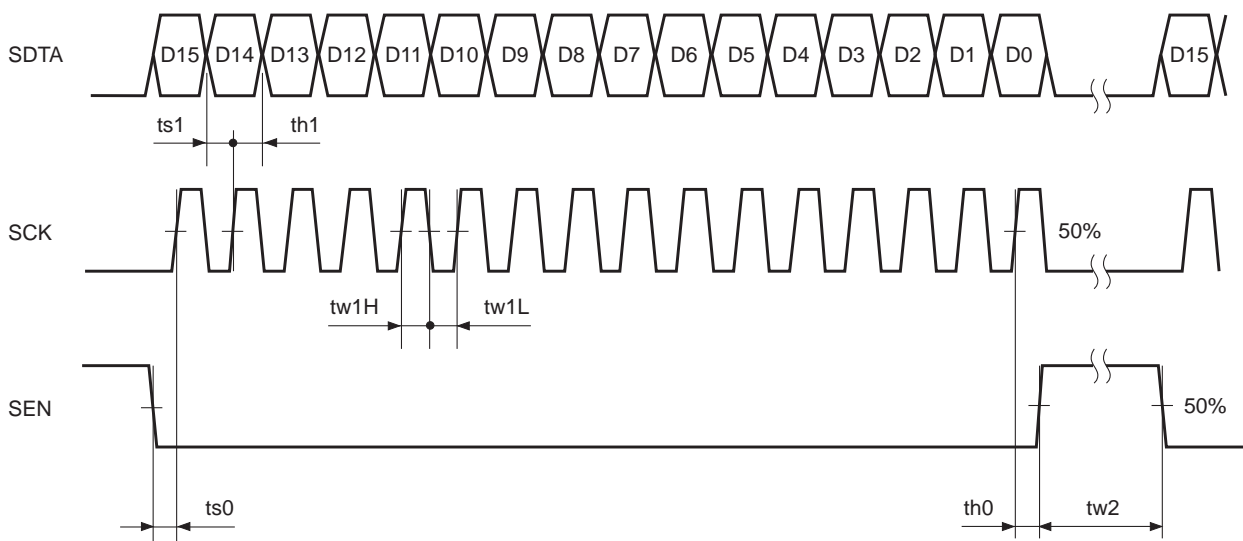 SDTA D15 D14 D13 D12 D11 D10 D9 D8 D7 D6 D5 D4 D3 D2 D1 D0 D15
ts1 th1
SCK 50%
tw1H tw1L
SEN 50%
ts0 th0 tw2